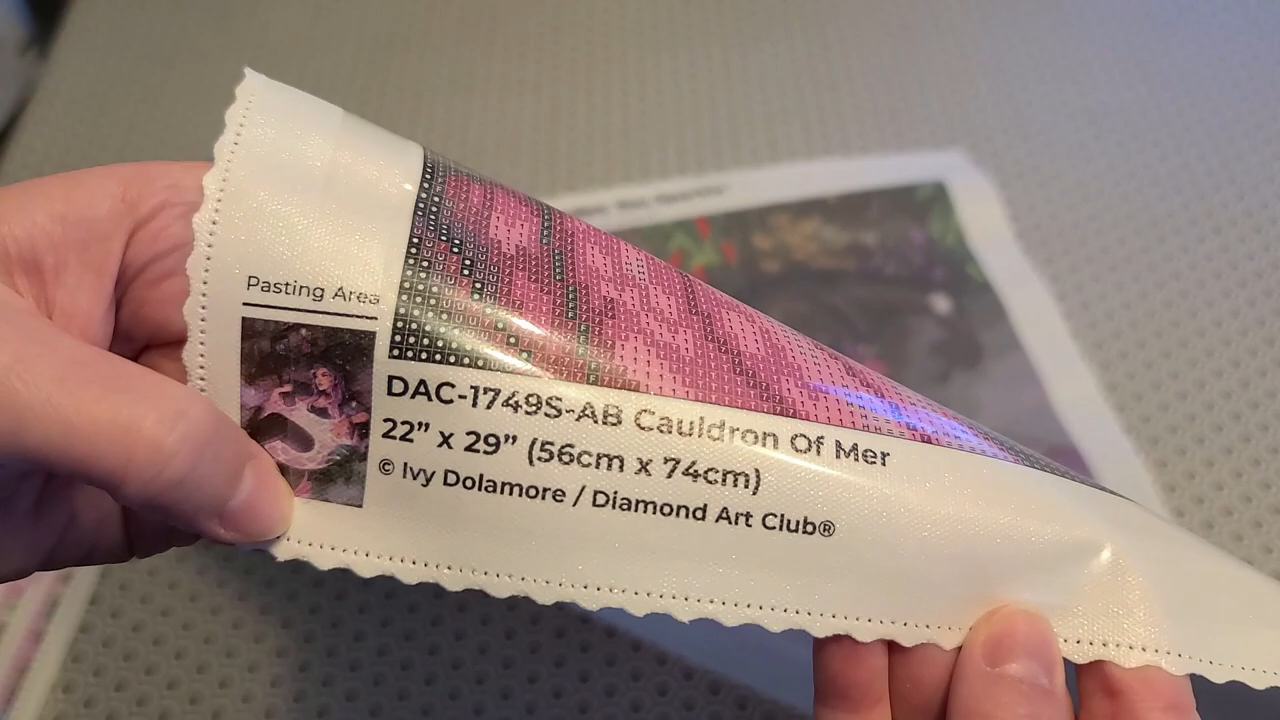 Pasting Area
DAC-1749S-AB Cauldron Of Mer
22” x 29” (56cm x 74cm)
© Ivy Dolamore / Diamond Art Club®